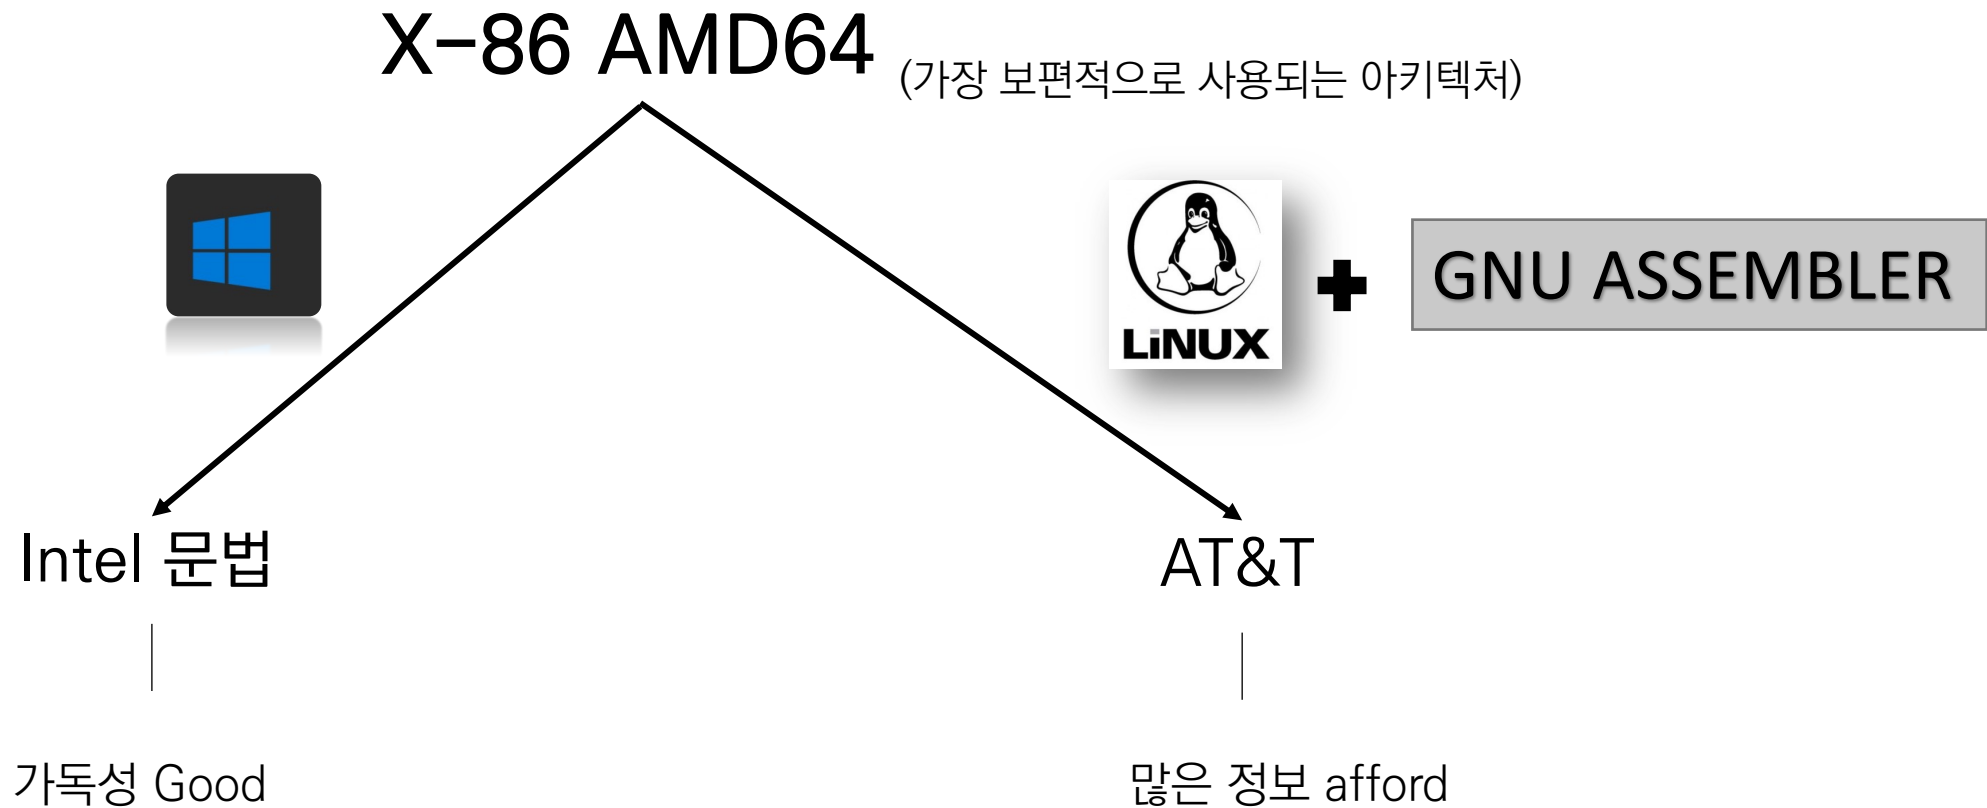 X-86 AMD64 (가장 보편적으로 사용되는 아키텍처)
LiNUX
GNU ASSEMBLER
Intel 문법
AT&T
가독성 Good
많은 정보 afford